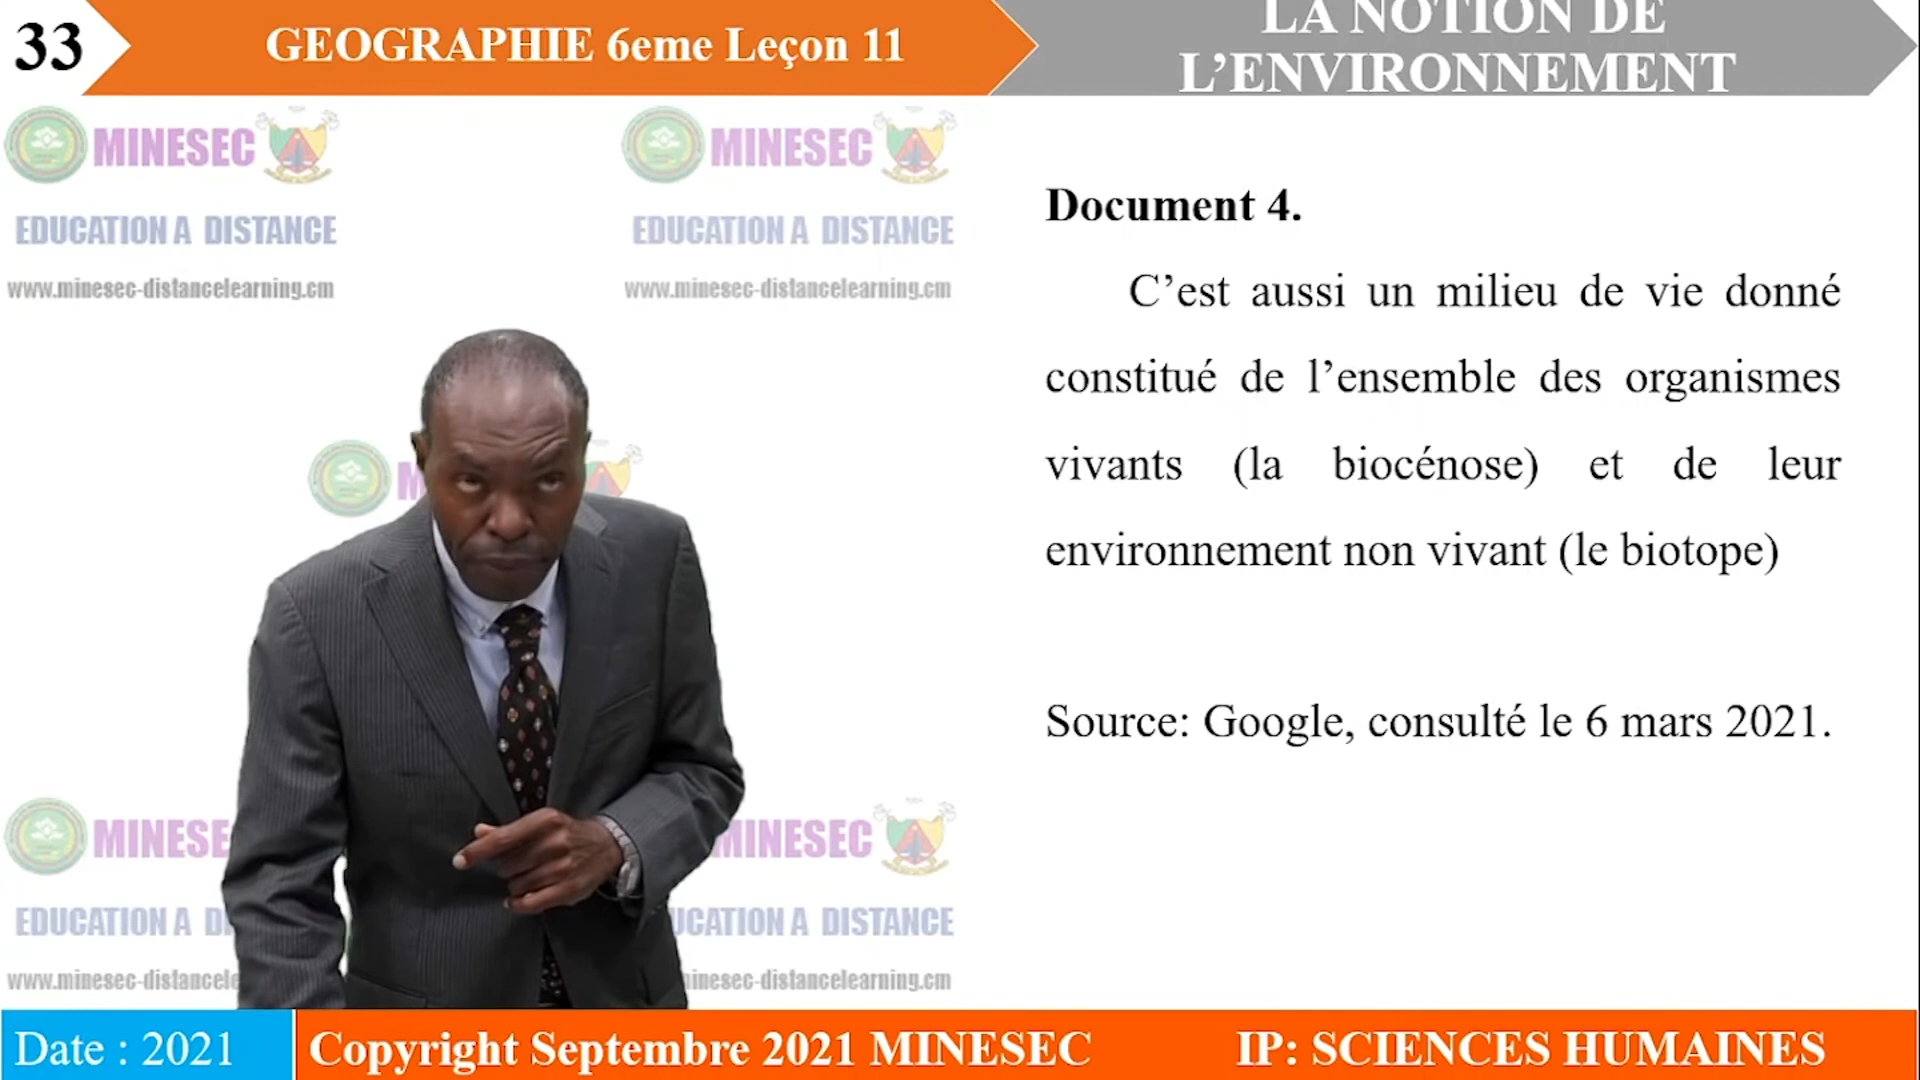 33
GEOGRAPHIE 6eme Leçon 11
LA NOTION DE
L’ENVIRONNEMENT
MINESEC
EDUCATION A DISTANCE
www.minesec-distancelearning.cm
MINESEC
EDUCATION A DISTANCE
www.minesec-distancelearning.cm
Document 4.
C’est aussi un milieu de vie donné
constitué de l’ensemble des organismes
vivants (la biocénose) et de leur
environnement non vivant (le biotope)
Source: Google, consulté le 6 mars 2021.
M
MINESE
EDUCATION A D
www.minesec-distancele
MINESEC
UCATION A DISTANCE
inesec-distancelearning.cm
Date : 2021
Copyright Septembre 2021 MINESEC
IP: SCIENCES HUMAINES